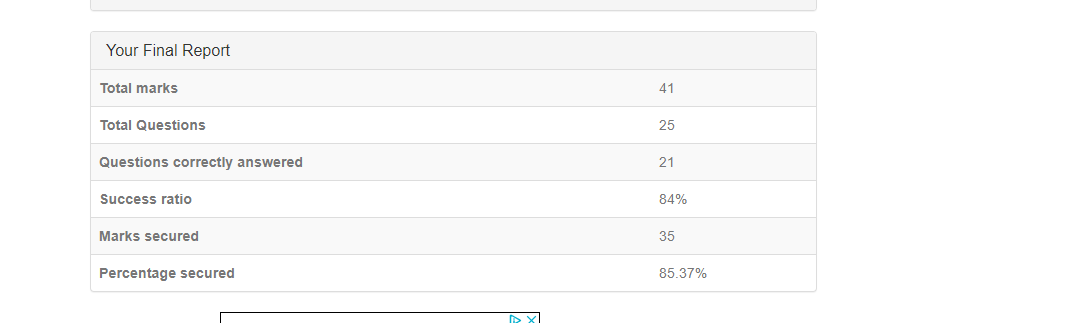 Your Final Report
Total marks 41
Total Questions 25
Questions correctly answered 21
Success ratio 84%
Marks secured 35
Percentage secured 85.37%